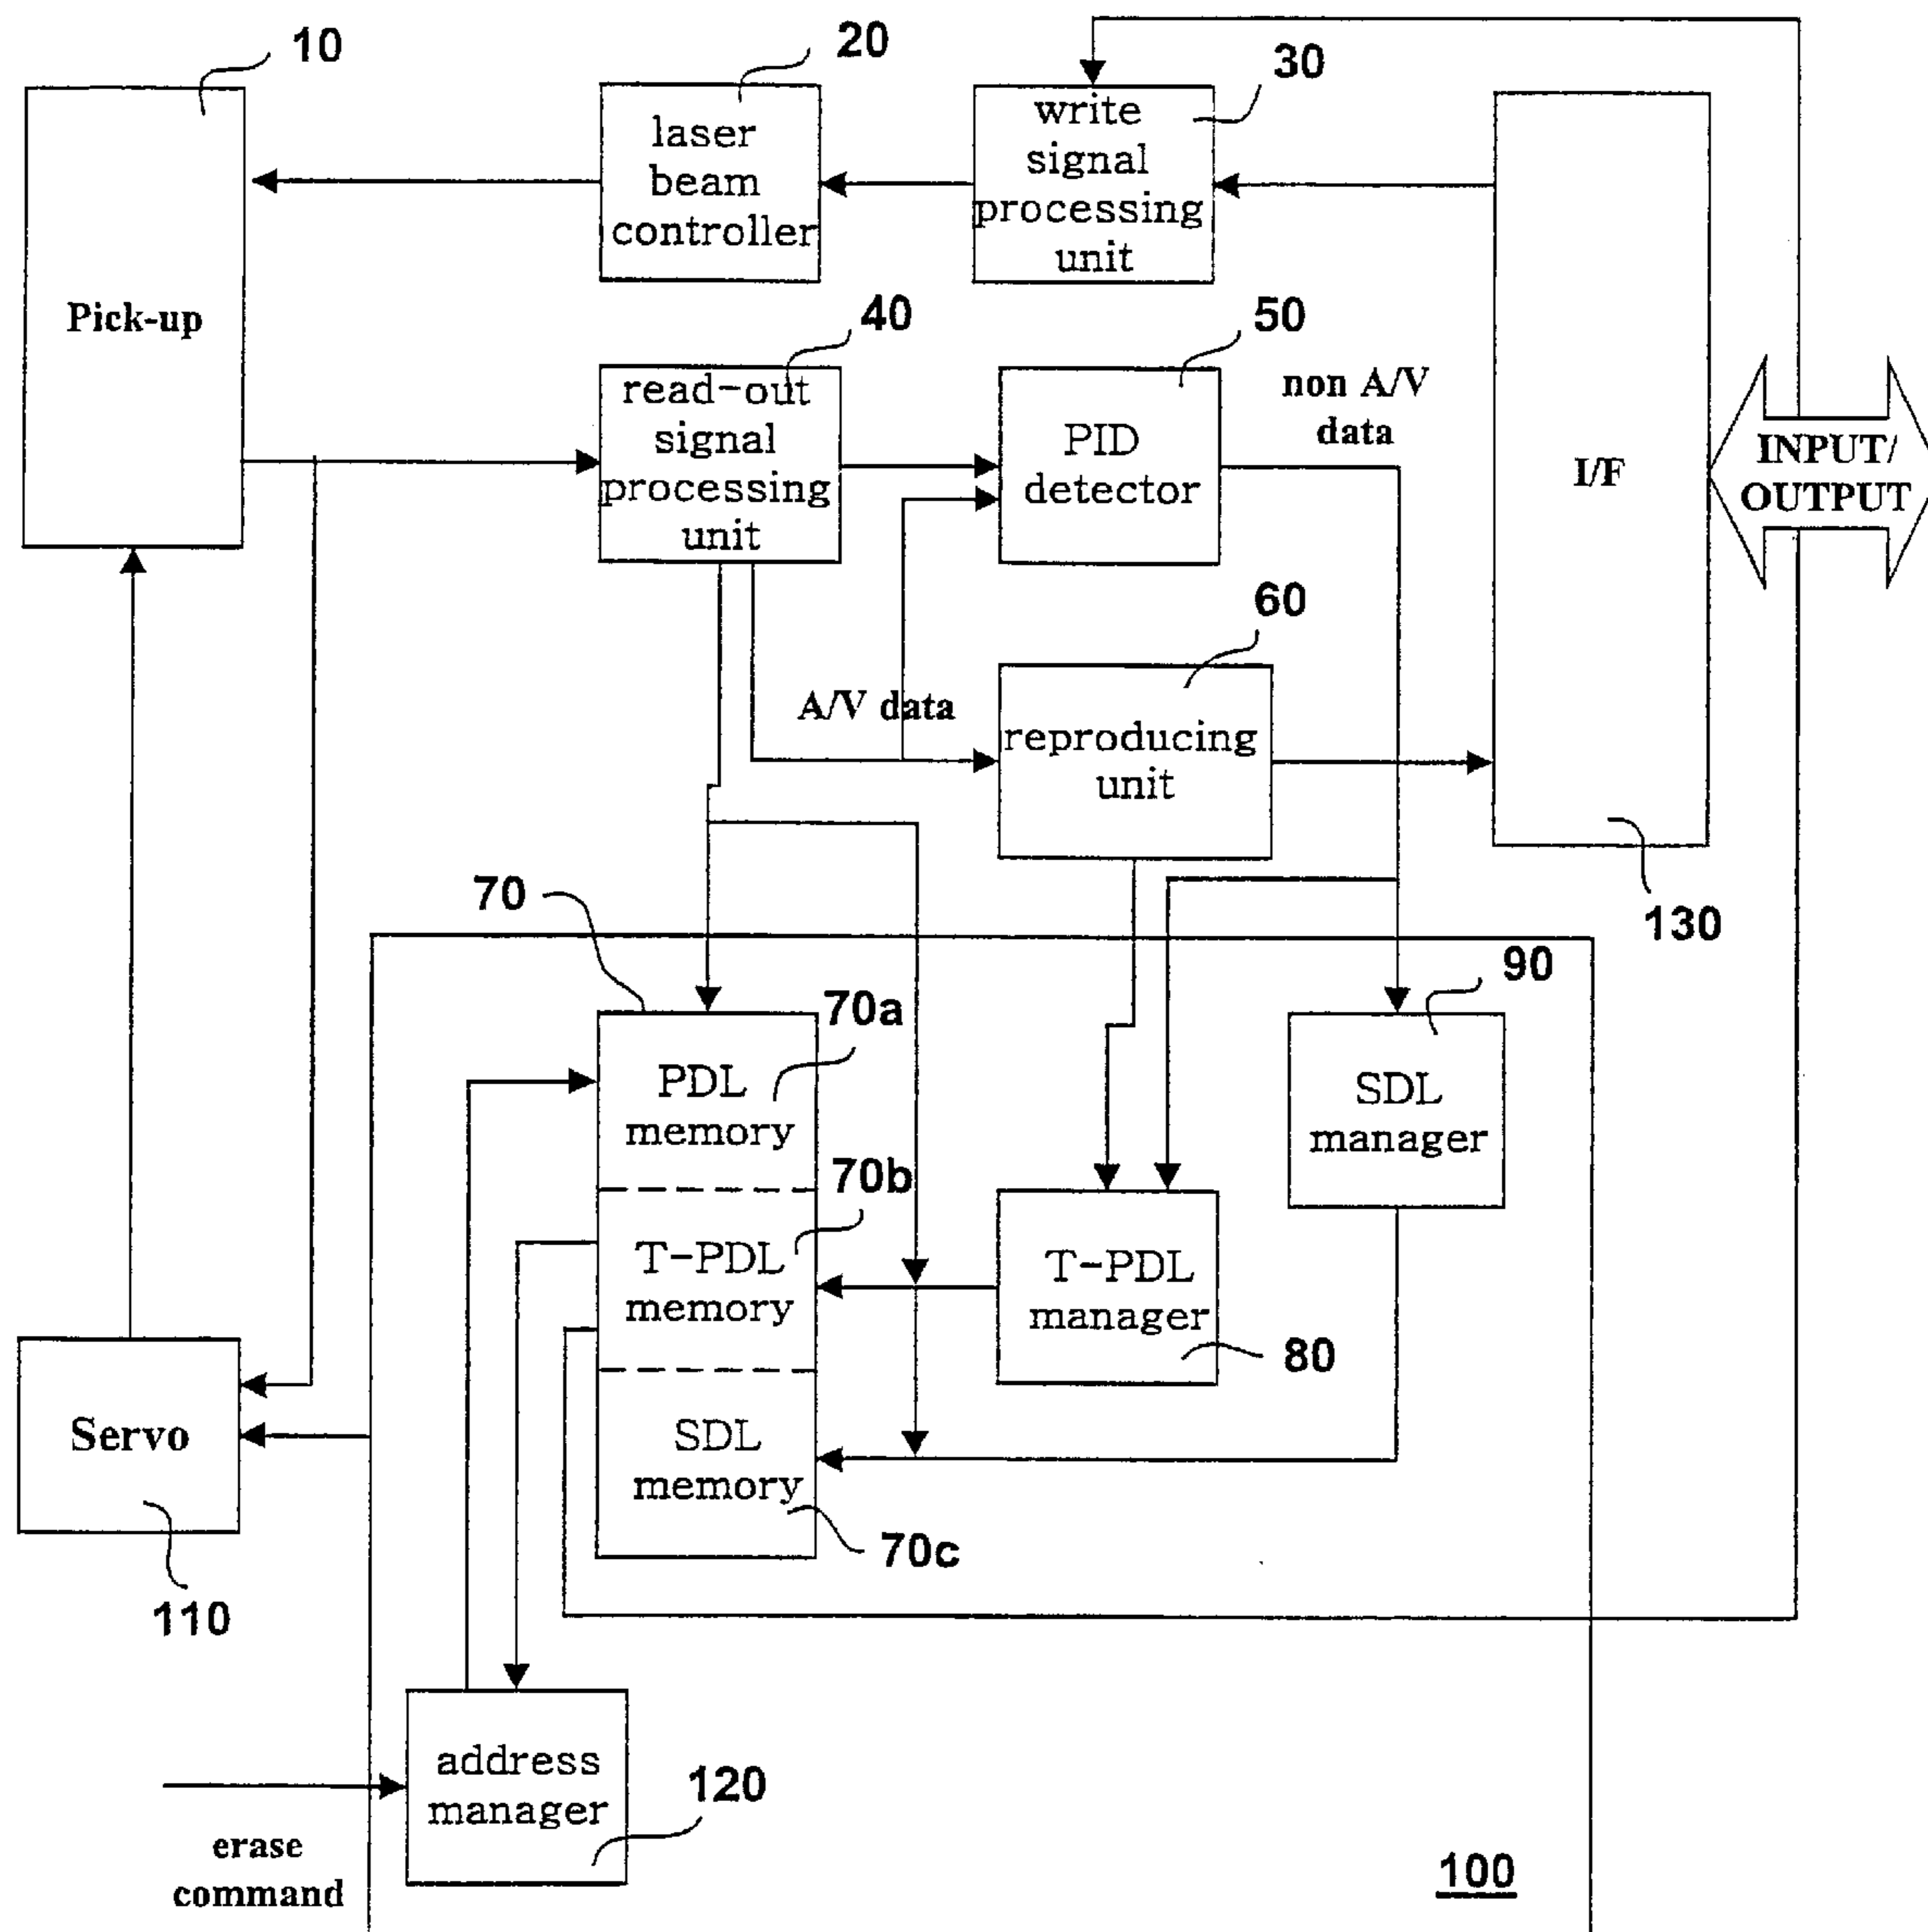 10
20
30
laser
beam
controller
write
signal
processing
unit
Pick-up
40
50
read-out
signal
processing
unit
PID
detector
non A/V
data
I/F
INPUT/
OUTPUT
60
A/V data
reproducing
unit
130
70
70a
90
PDL
memory
SDL
manager
70b
T-PDL
memory
T-PDL
manager
80
Servo
SDL
memory
70c
110
address
manager
120
erase
command
100